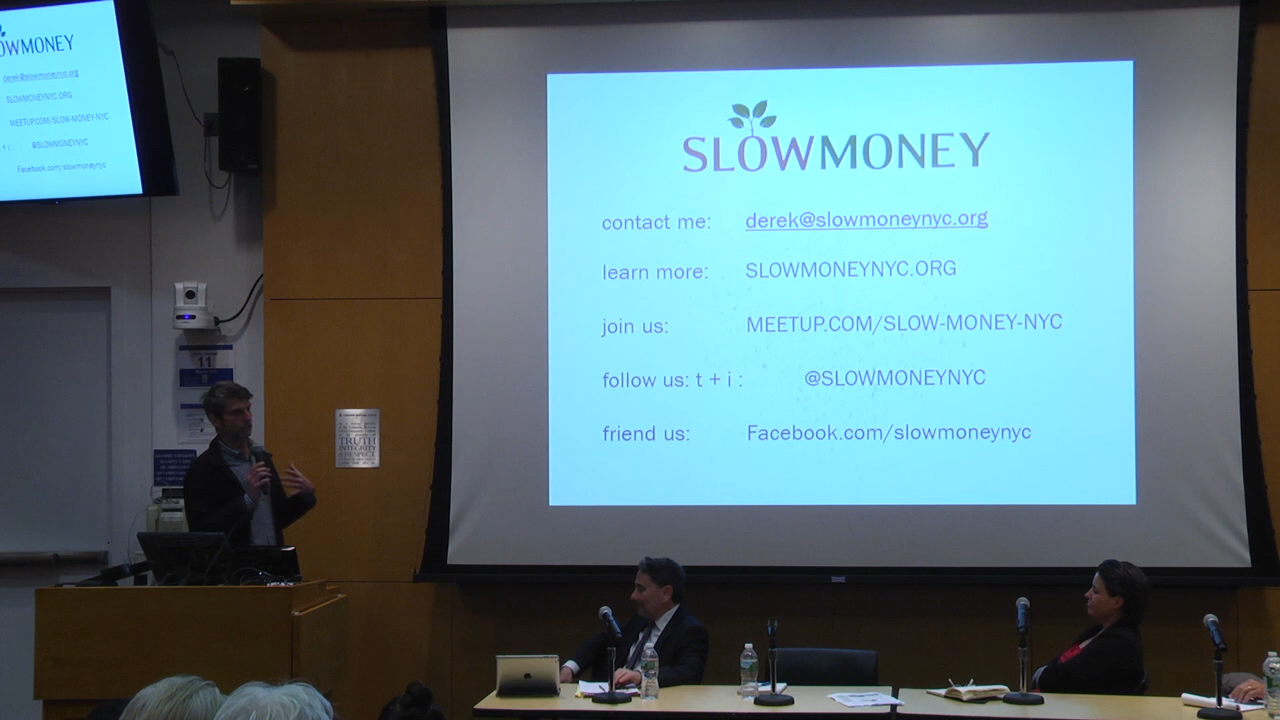 SLOWMONEY
contact me: derek@slowmoneynyc.org
learn more: SLOWMONEYNYC.ORG
join us: MEETUP.COM/SLOW-MONEY-NYC
follow us: t + i : @SLOWMONEYNYC
friend us: Facebook.com/slowmoneynyc
OWMONEY
derek@slowmoneynyc.org
SLOWMONEYNYC.ORG
MEETUP.COM/SLOW-MONEY-NYC
t + i : @SLOWMONEYNYC
Facebook.com/slowmoneynyc
11
TRUTH
INTEGRITY
& RESPECT